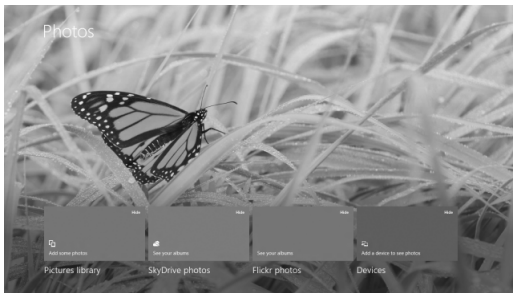 Photos
Hide
Hide
Hide
Hide
Add some photos
See your albums
See your albums
Add a device to see photos
Pictures library
SkyDrive photos
Flickr photos
Devices